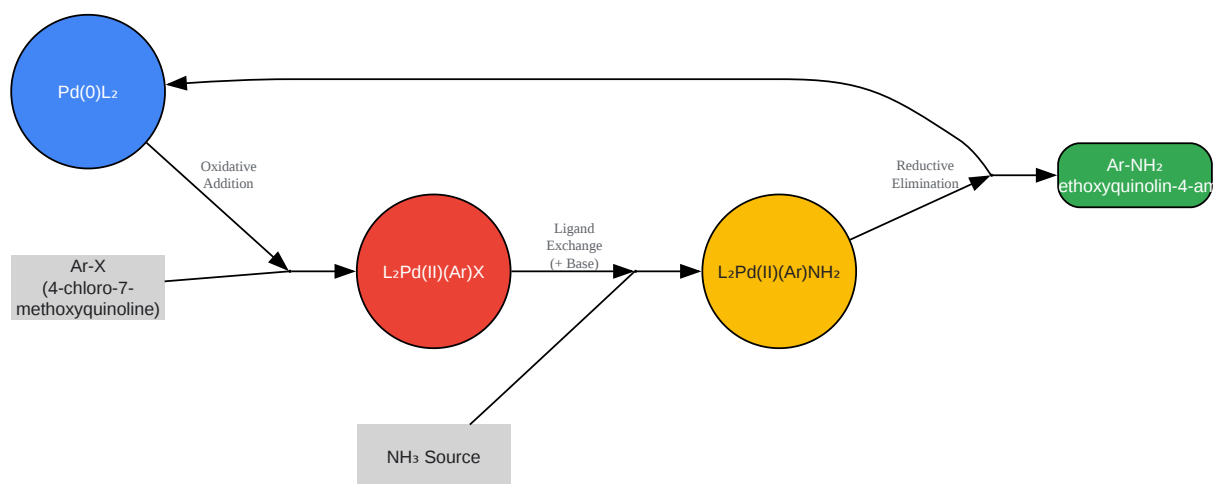 Pd(0)L₂
Oxidative
Addition
Ar-X
(4-chloro-7-
methoxyquinoline)
L₂Pd(II)(Ar)X
Ligand
Exchange
(+ Base)
NH₃ Source
L₂Pd(II)(Ar)NH₂
Reductive
Elimination
Ar-NH₂
ethoxyquinolin-4-am